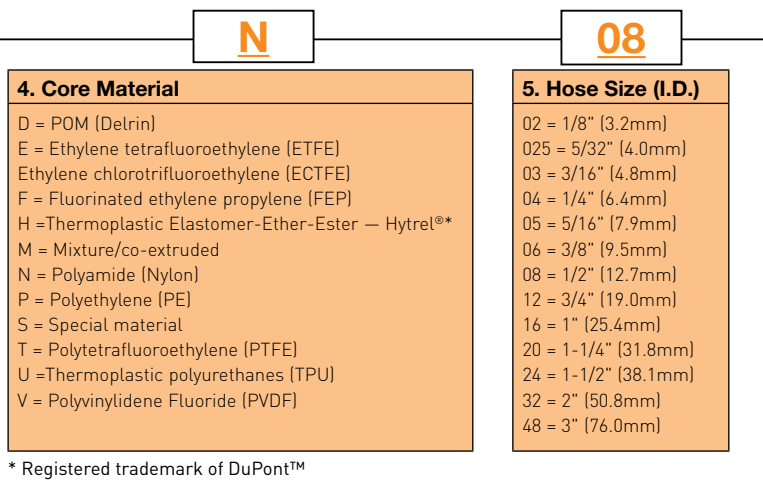 N
08
4. Core Material
D = POM (Delrin)
E = Ethylene tetrafluoroethylene (ETFE)
Ethylene chlorotrifluoroethylene (ECTFE)
F = Fluorinated ethylene propylene (FEP)
H =Thermoplastic Elastomer-Ether-Ester — Hytrel®*
M = Mixture/co-extruded
N = Polyamide (Nylon)
P = Polyethylene (PE)
S = Special material
T = Polytetrafluoroethylene (PTFE)
U =Thermoplastic polyurethanes (TPU)
V = Polyvinylidene Fluoride (PVDF)
5. Hose Size (I.D.)
02 = 1/8" (3.2mm)
025 = 5/32" (4.0mm)
03 = 3/16" (4.8mm)
04 = 1/4" (6.4mm)
05 = 5/16" (7.9mm)
06 = 3/8" (9.5mm)
08 = 1/2" (12.7mm)
12 = 3/4" (19.0mm)
16 = 1" (25.4mm)
20 = 1-1/4" (31.8mm)
24 = 1-1/2" (38.1mm)
32 = 2" (50.8mm)
48 = 3" (76.0mm)
* Registered trademark of DuPont™